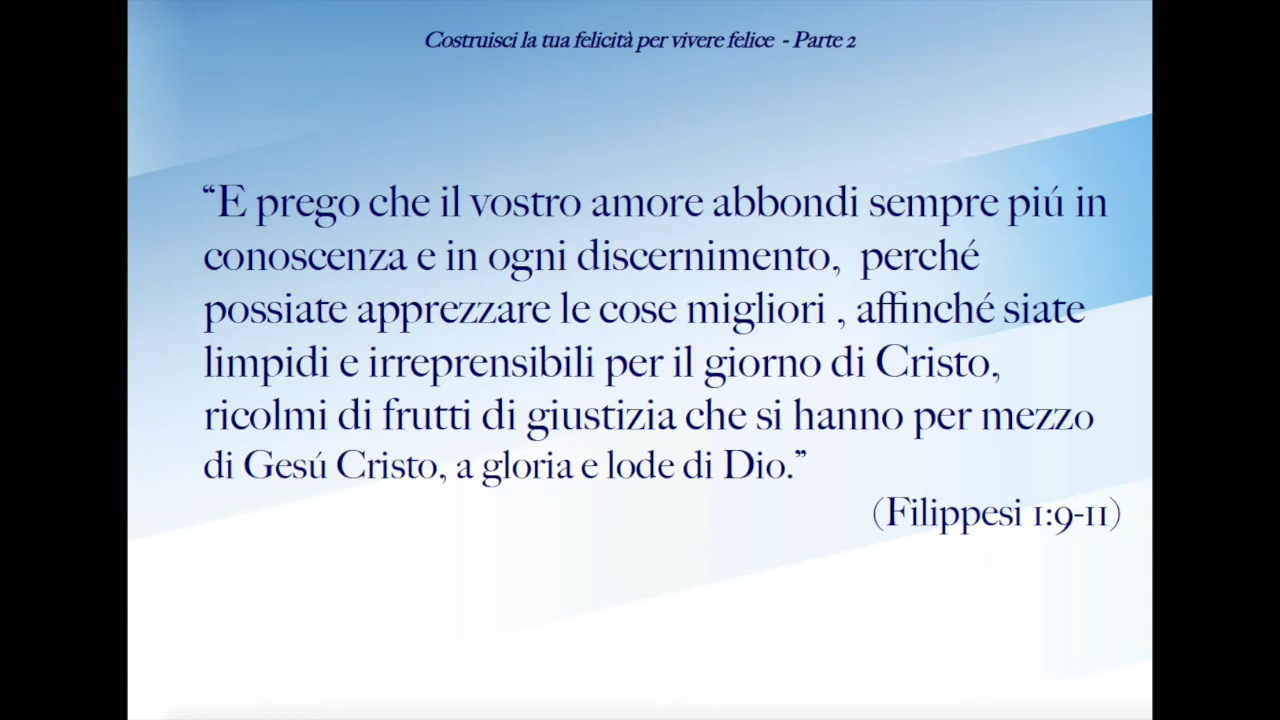 Costruisci la tua felicità per vivere felice - Parte 2
“E prego che il vostro amore abbondi sempre piú in
conoscenza e in ogni discernimento, perché
possiate apprezzare le cose migliori , affinché siate
limpidi e irreprensibili per il giorno di Cristo,
ricolmi di frutti di giustizia che si hanno per mezzo
di Gesú Cristo, a gloria e lode di Dio.”
(Filippesi 1:9-11)